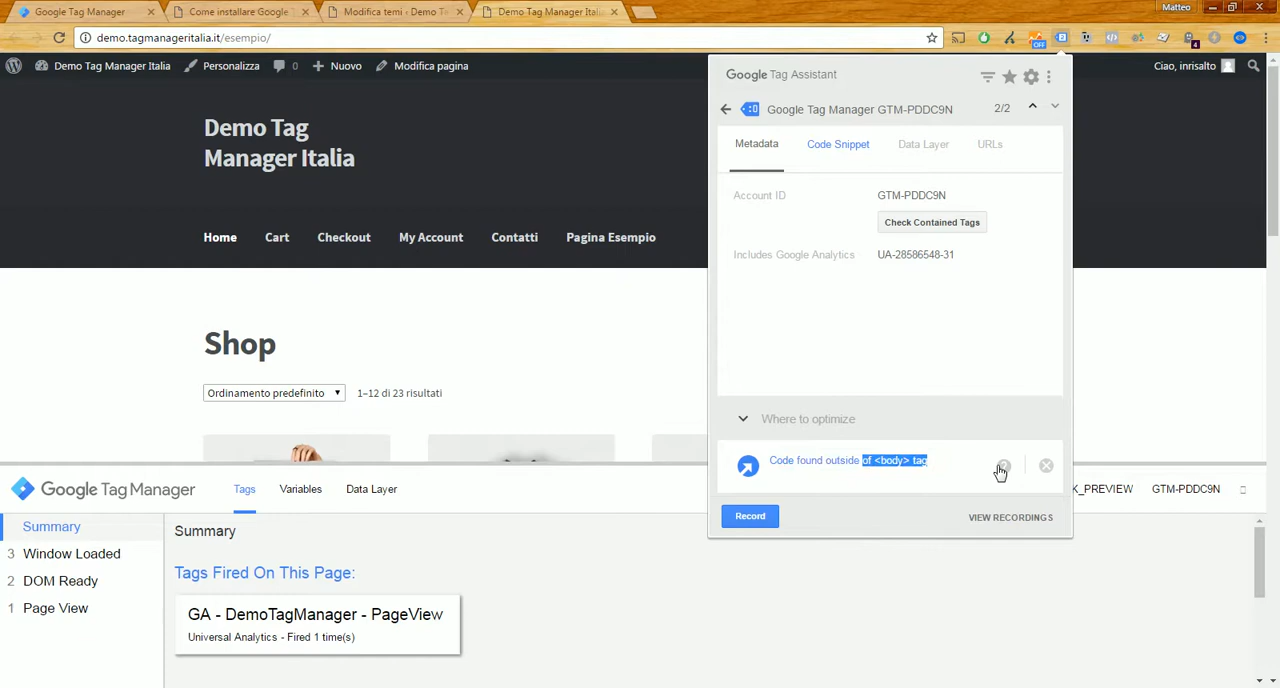 Google Tag Manager
Come installare Google T
Modifica temi ‹ Demo T
Demo Tag Manager Itali
Matteo
demo.tagmanageritalia.it/esempio/
OFF
4
Demo Tag Manager Italia
Personalizza
0
Nuovo
Modifica pagina
Ciao, inrisalto
Demo Tag
Manager Italia
Home Cart Checkout My Account Contatti Pagina Esempio
Shop
Ordinamento predefinito
1–12 di 23 risultati
Google Tag Assistant
Google Tag Manager GTM-PDDC9N 2/2
Metadata Code Snippet Data Layer URLs
Account ID GTM-PDDC9N
Check Contained Tags
Includes Google Analytics UA-28586548-31
Where to optimize
Code found outside of <body> tag
Record VIEW RECORDINGS
Google Tag Manager Tags Variables Data Layer
K_PREVIEW GTM-PDDC9N
Summary
3 Window Loaded
2 DOM Ready
1 Page View
Summary
Tags Fired On This Page:
GA - DemoTagManager - PageView
Universal Analytics - Fired 1 time(s)